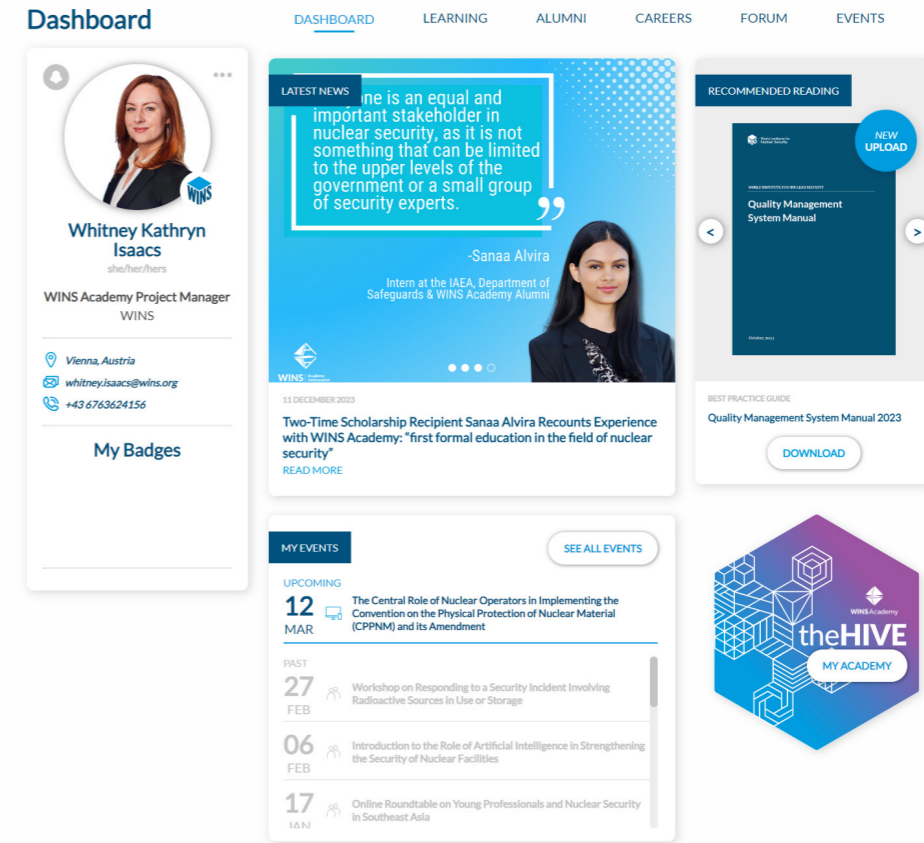 Dashboard
DASHBOARD
LEARNING
ALUMNI
CAREERS
FORUM
EVENTS
WINS
Whitney Kathryn
Isaacs
she/her/hers
WINS Academy Project Manager
WINS
Vienna, Austria
whitney.isaacs@wins.org
+43 6763624156
My Badges
LATEST NEWS
one is an equal and
important stakeholder in
nuclear security, as it is not
something that can be limited
to the upper levels of the
government or a small group
of security experts.
”
-Sanaa Alvira
Intern at the IAEA, Department of
Safeguards & WINS Academy Alumni
WINS
11 DECEMBER 2023
Two-Time Scholarship Recipient Sanaa Alvira Recounts Experience
with WINS Academy: “first formal education in the field of nuclear
security”
READ MORE
RECOMMENDED READING
NEW
UPLOAD
WORLD INSTITUTE FOR NUCLEAR SECURITY
Quality Management
System Manual
October 2023
<
>
BEST PRACTICE GUIDE
Quality Management System Manual 2023
DOWNLOAD
MY EVENTS
SEE ALL EVENTS
UPCOMING
12
MAR
The Central Role of Nuclear Operators in Implementing the
Convention on the Physical Protection of Nuclear Material
(CPPNM) and its Amendment
PAST
27
FEB
Workshop on Responding to a Security Incident Involving
Radioactive Sources in Use or Storage
06
FEB
Introduction to the Role of Artificial Intelligence in Strengthening
the Security of Nuclear Facilities
17
JAN
Online Roundtable on Young Professionals and Nuclear Security
in Southeast Asia
WINS Academy
theHIVE
MY ACADEMY